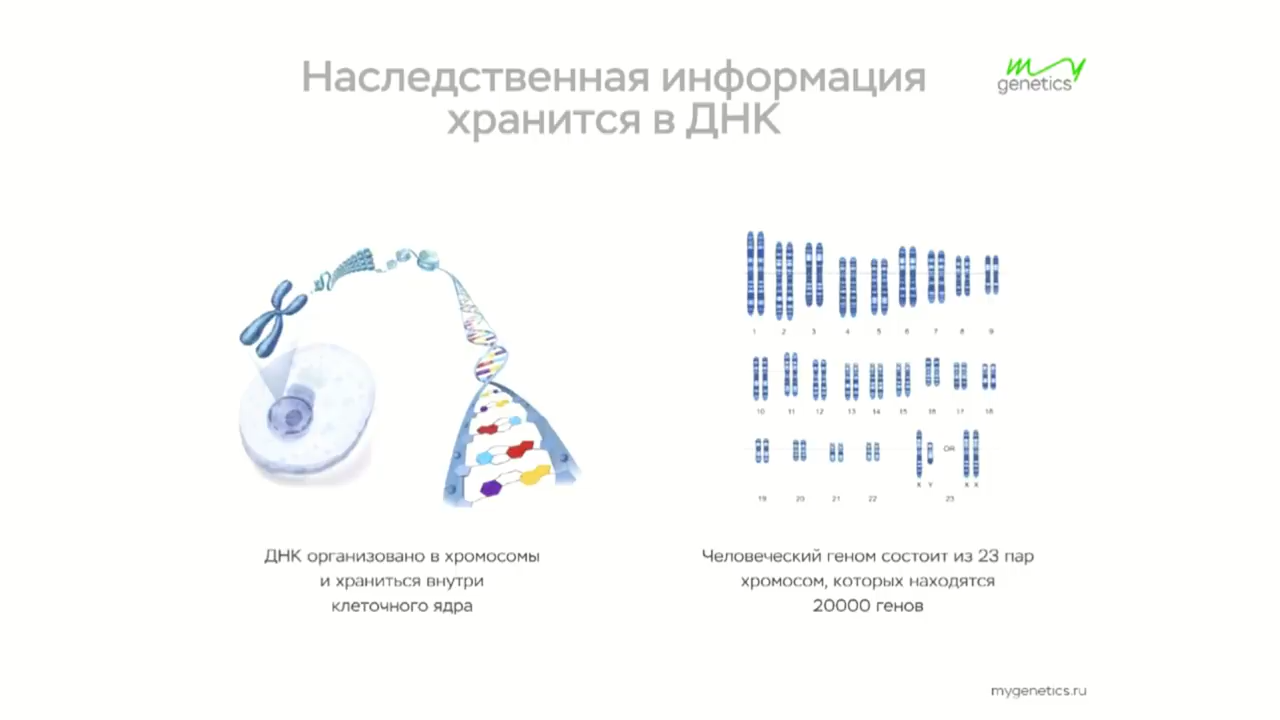 Наследственная информация
хранится в ДНК
my
genetics
1 2 3 4 5 6 7 8 9
10 11 12 13 14 15 16 17 18
OR
X Y X X
19 20 21 22 23
ДНК организовано в хромосомы
и храниться внутри
клеточного ядра
Человеческий геном состоит из 23 пар
хромосом, которых находятся
20000 генов
mygenetics.ru